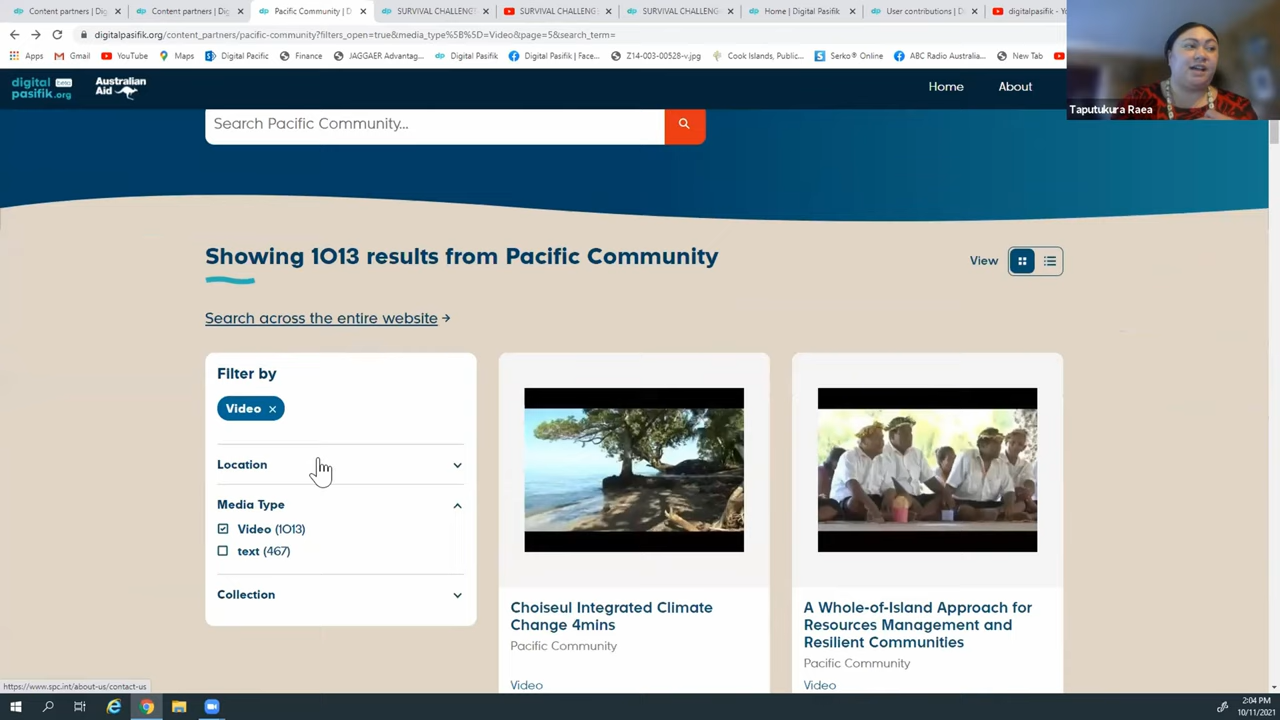 Content partners | Dig
Content partners | Dig
Pacific Community | D
SURVIVAL CHALLENGE
SURVIVAL CHALLENGE
SURVIVAL CHALLENG
Home | Digital Pasifik
User contributions | D
digitalpasifik - Yo
digitalpasifik.org/content_partners/pacific-community?filters_open=true&media_type%5B%5D=Video&page=5&search_term=
Apps
Gmail
YouTube
Maps
Digital Pacific
Finance
JAGGAER Advantag...
Digital Pasifik
Digital Pasifik | Face...
Z14-003-00528-v.jpg
Cook Islands, Public...
Serko® Online
ABC Radio Australia...
New Tab
digital beta
pasifik.org
Australian
Aid
Home
About
Taputukura Raea
Search Pacific Community...
Showing 1013 results from Pacific Community
View
Search across the entire website →
Filter by
Video ×
Location
Media Type
Video (1013)
text (467)
Collection
Choiseul Integrated Climate
Change 4mins
Pacific Community
Video
A Whole-of-Island Approach for
Resources Management and
Resilient Communities
Pacific Community
Video
https://www.spc.int/about-us/contact-us
2:04 PM
10/11/2021